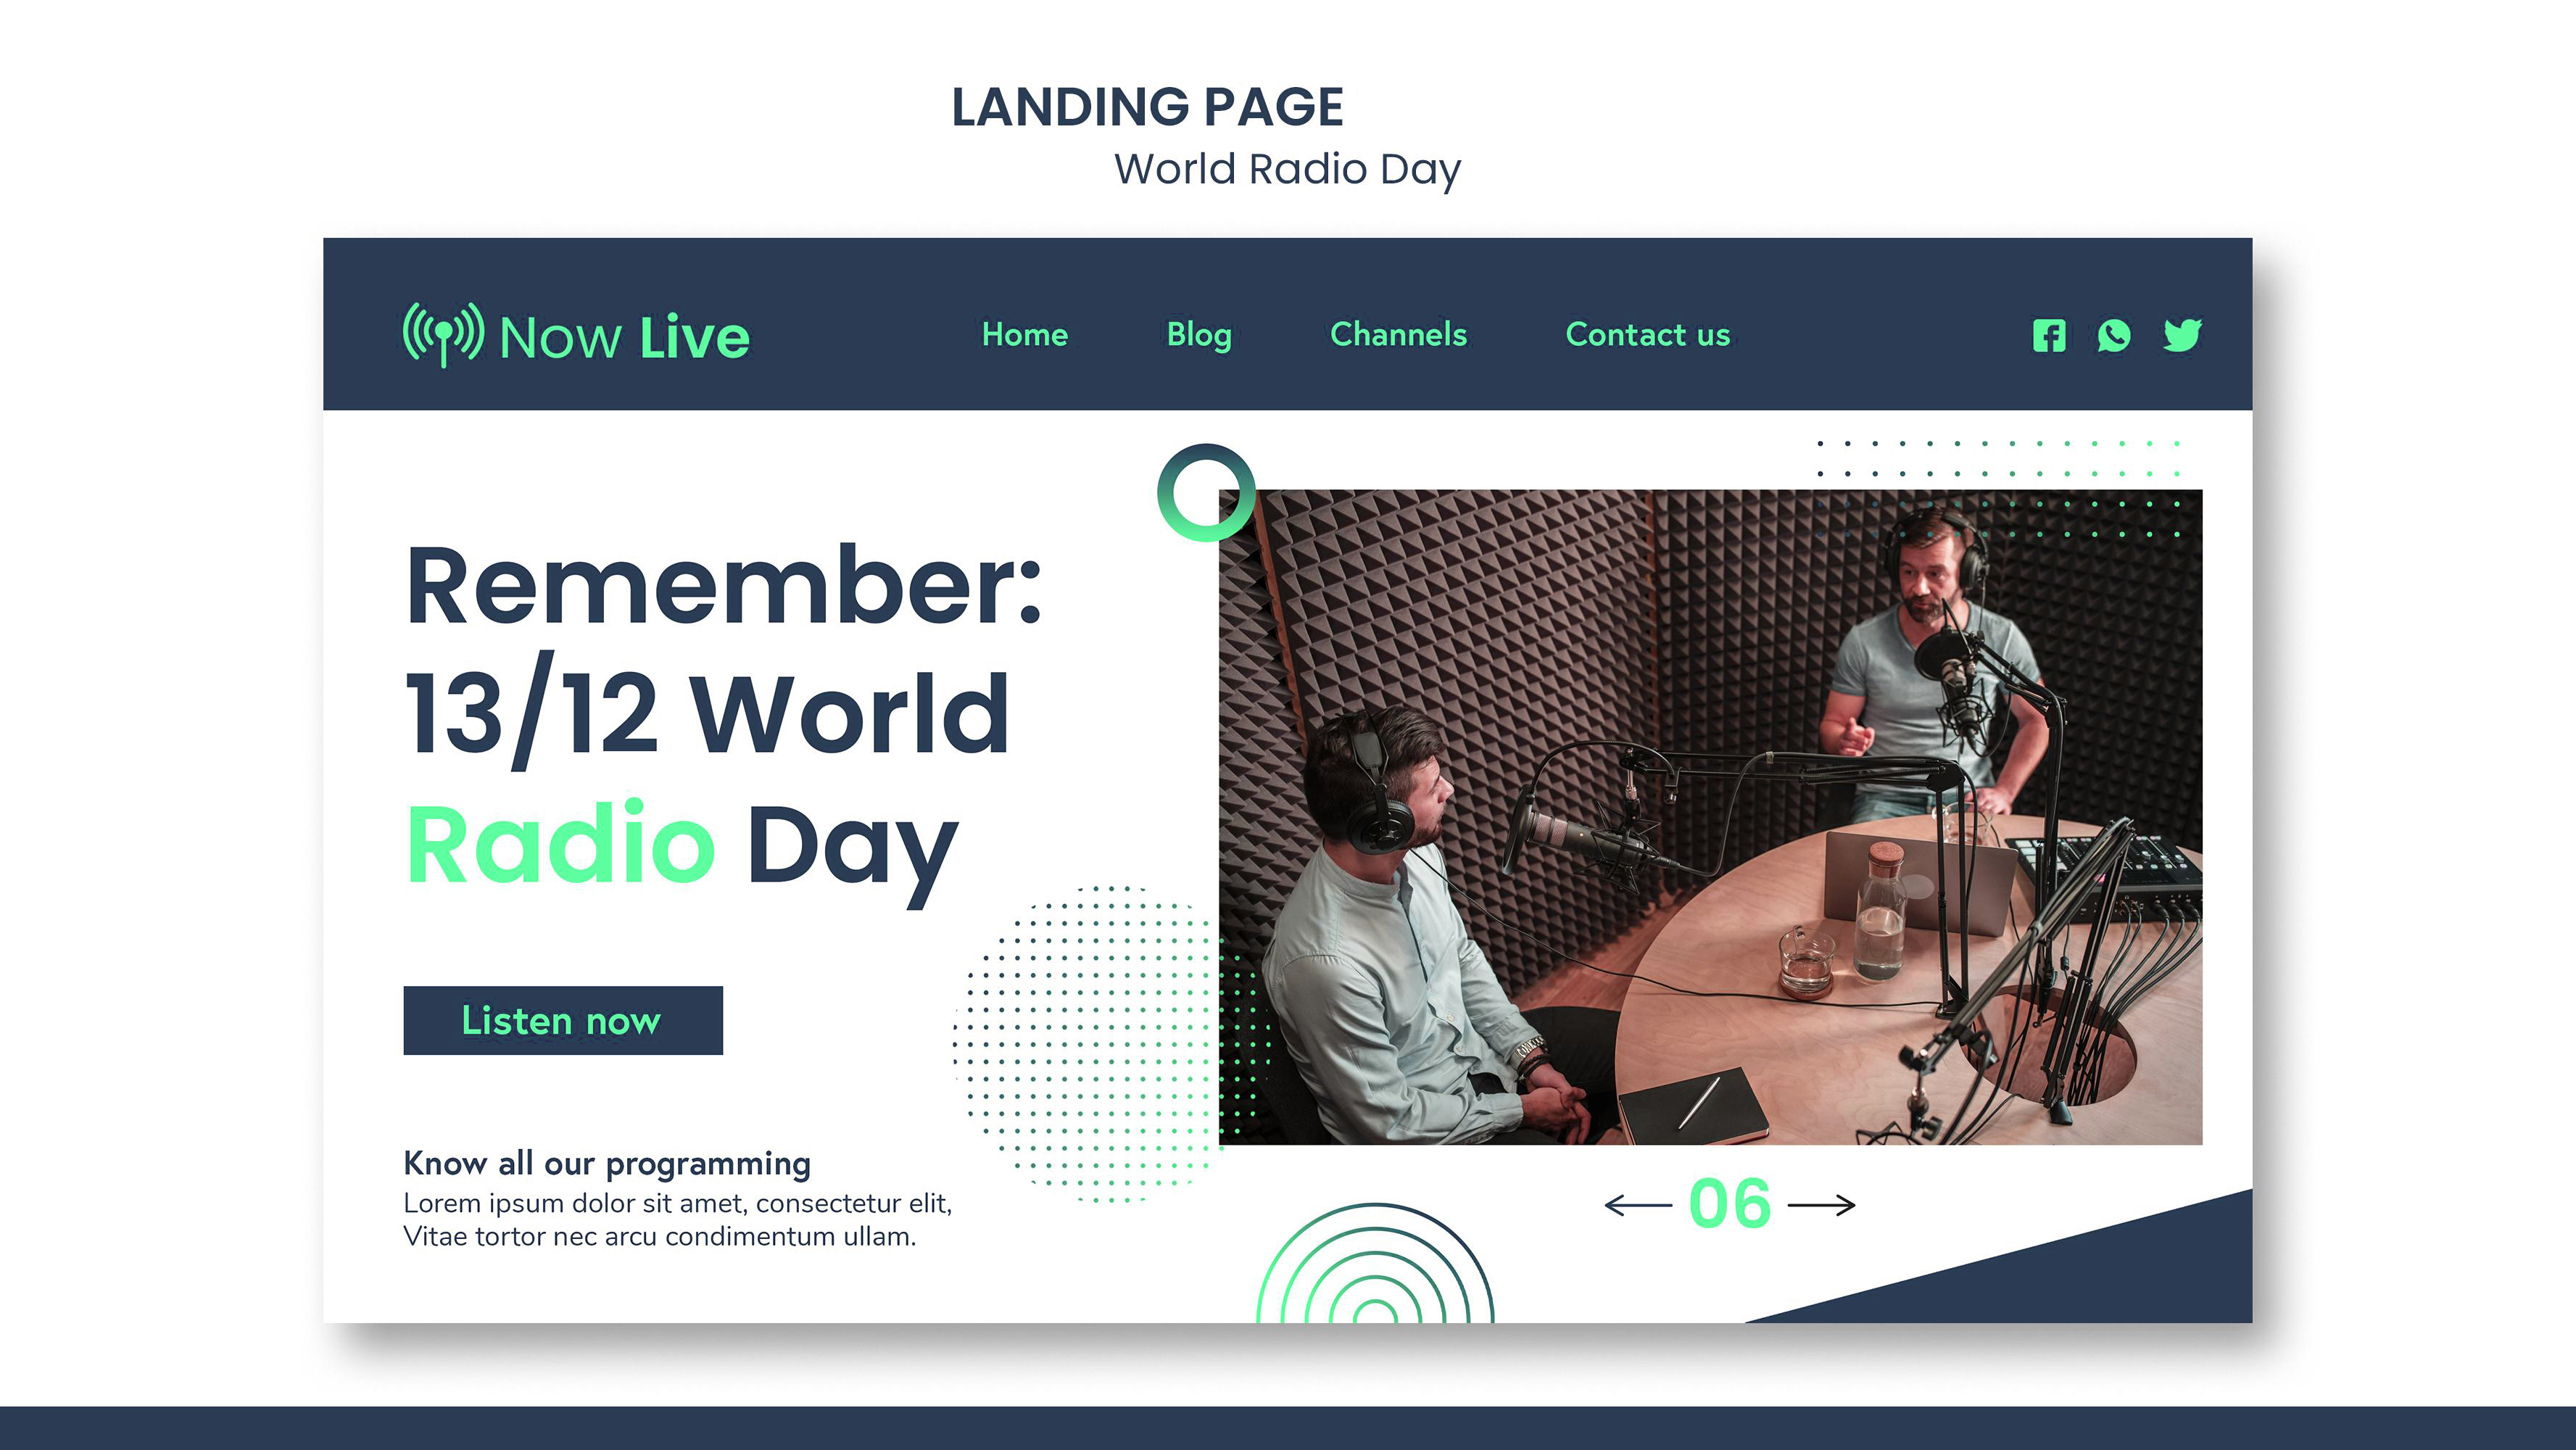 LANDING PAGE
World Radio Day
Now Live
Home
Blog
Channels
Contact us
Remember:
13/12 World
Radio Day
Listen now
Know all our programming
Lorem ipsum dolor sit amet, consectetur elit,
Vitae tortor nec arcu condimentum ullam.
06